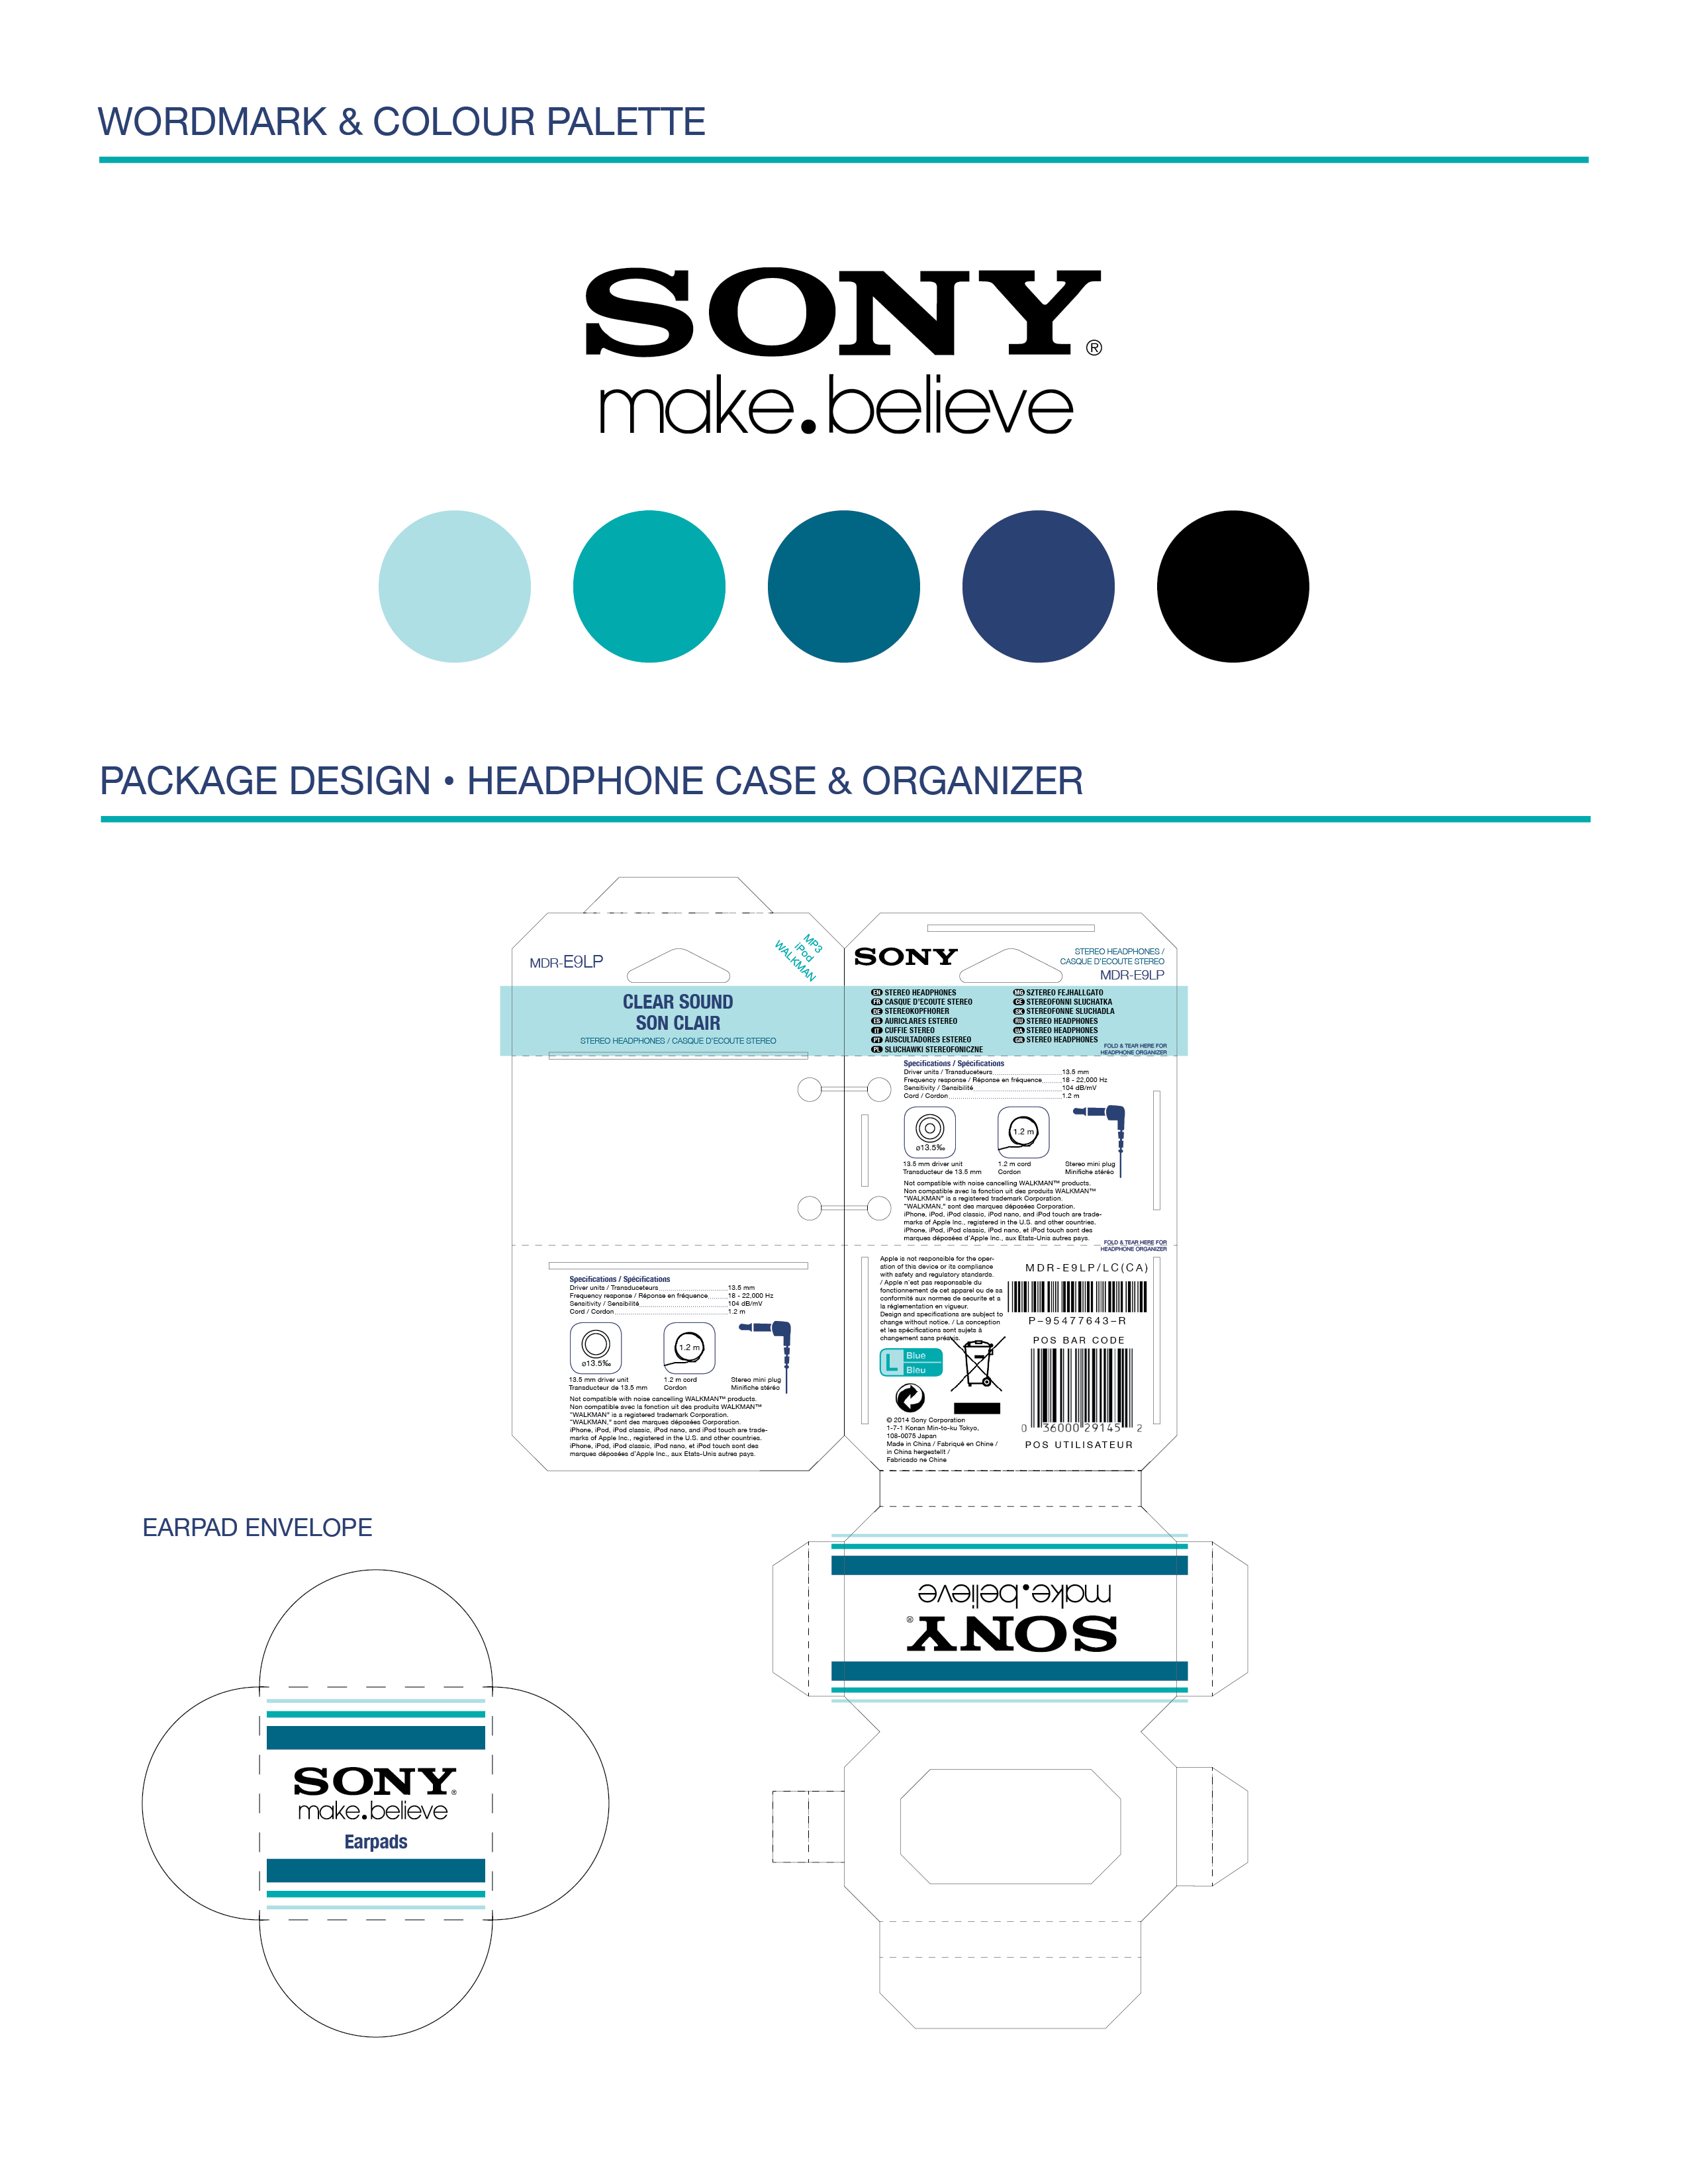 WORDMARK & COLOUR PALETTE
SONY®
make.believe
PACKAGE DESIGN • HEADPHONE CASE & ORGANIZER
MDR-E9LP
MP3
iPod
WALKMAN
CLEAR SOUND
SON CLAIR
STEREO HEADPHONES / CASQUE D'ECOUTE STEREO
SONY
STEREO HEADPHONES /
CASQUE D'ECOUTE STEREO
MDR-E9LP
EN STEREO HEADPHONES
FR CASQUE D'ECOUTE STEREO
DE STEREOKOPFHORER
ES AURICLARES ESTEREO
IT CUFFIE STEREO
PT AUSCULTADORES ESTEREO
PL SLUCHAWKI STEREOFONICZNE
MG SZTEREO FEJHALLGATO
CE STEREOFONNI SLUCHATKA
SK STEREOFONNE SLUCHADLA
RU STEREO HEADPHONES
UA STEREO HEADPHONES
GR STEREO HEADPHONES
FOLD & TEAR HERE FOR
HEADPHONE ORGANIZER
Specifications / Spécifications
Driver units / Transduceteurs 13.5 mm
Frequency response / Réponse en fréquence 18 - 22,000 Hz
Sensitivity / Sensibilité 104 dB/mV
Cord / Cordon 1.2 m
ø13.5‰
1.2 m
13.5 mm driver unit
Transducteur de 13.5 mm
1.2 m cord
Cordon
Stereo mini plug
Minifiche stéréo
Not compatible with noise cancelling WALKMAN™ products.
Non compatible avec la fonction uit des produits WALKMAN™
"WALKMAN" is a registered trademark Corporation.
"WALKMAN," sont des marques déposées Corporation.
iPhone, iPod, iPod classic, iPod nano, and iPod touch are trade-
marks of Apple Inc., registered in the U.S. and other countries.
iPhone, iPod, iPod classic, iPod nano, et iPod touch sont des
marques déposées d'Apple Inc., aux Etats-Unis autres pays.
FOLD & TEAR HERE FOR
HEADPHONE ORGANIZER
Specifications / Spécifications
Driver units / Transduceteurs 13.5 mm
Frequency response / Réponse en fréquence 18 - 22,000 Hz
Sensitivity / Sensibilité 104 dB/mV
Cord / Cordon 1.2 m
ø13.5‰
1.2 m
13.5 mm driver unit
Transducteur de 13.5 mm
1.2 m cord
Cordon
Stereo mini plug
Minifiche stéréo
Not compatible with noise cancelling WALKMAN™ products.
Non compatible avec la fonction uit des produits WALKMAN™
"WALKMAN" is a registered trademark Corporation.
"WALKMAN," sont des marques déposées Corporation.
iPhone, iPod, iPod classic, iPod nano, and iPod touch are trade-
marks of Apple Inc., registered in the U.S. and other countries.
iPhone, iPod, iPod classic, iPod nano, et iPod touch sont des
marques déposées d'Apple Inc., aux Etats-Unis autres pays.
Apple is not responsible for the oper-
ation of this device or its compliance
with safety and regulatory standards.
/ Apple n'est pas responsible du
fonctionnement de cet apparel ou de sa
conformité aux normes de securite et a
la réglementation en vigueur.
Design and specifications are subject to
change without notice. / La conception
et les spécifications sont sujets à
changement sans préavis.
L Blue
Bleu
© 2014 Sony Corporation
1-7-1 Konan Min-to-ku Tokyo,
108-0075 Japan
Made in China / Fabriqué en Chine /
in China hergestellt /
Fabricado ne Chine
MDR-E9LP/LC(CA)
P-95477643-R
POS BAR CODE
0 36000 29145 2
POS UTILISATEUR
SONY®
make.believe
EARPAD ENVELOPE
SONY®
make.believe
Earpads